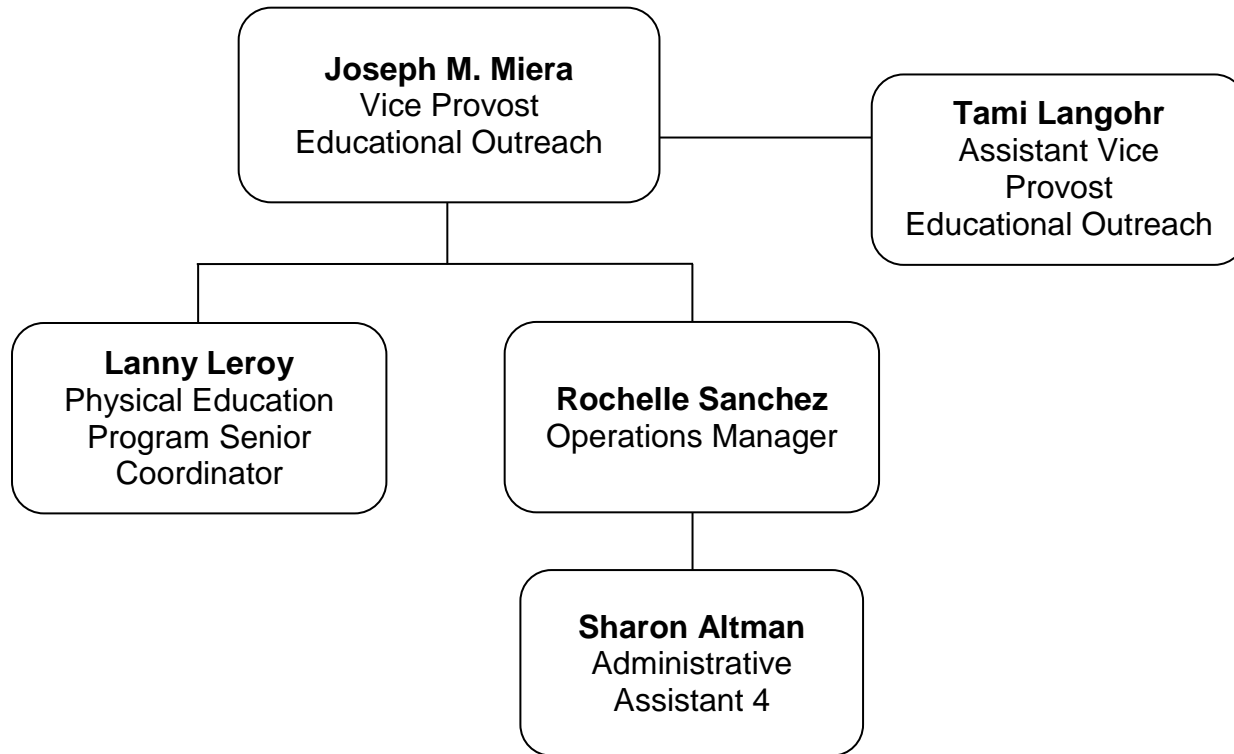 Joseph M. Miera
Vice Provost
Educational Outreach
Tami Langohr
Assistant Vice
Provost
Educational Outreach
Lanny Leroy
Physical Education
Program Senior
Coordinator
Rochelle Sanchez
Operations Manager
Sharon Altman
Administrative
Assistant 4